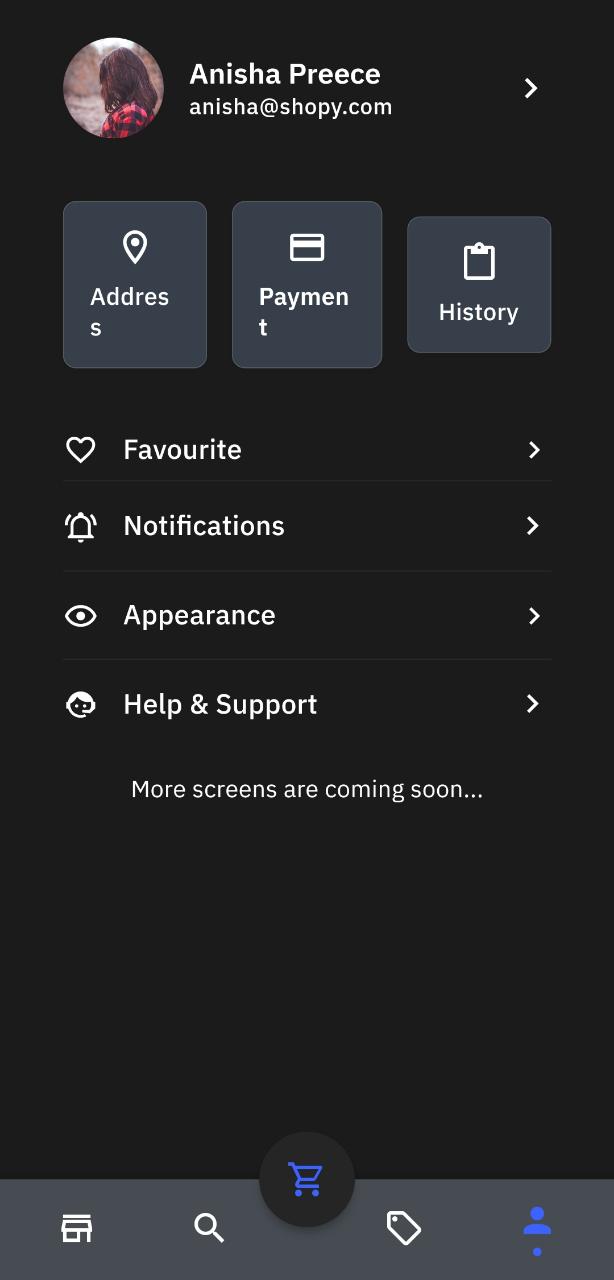 Anisha Preece
anisha@shopy.com
Addres
s
Paymen
t
History
Favourite
Notifications
Appearance
Help & Support
More screens are coming soon...